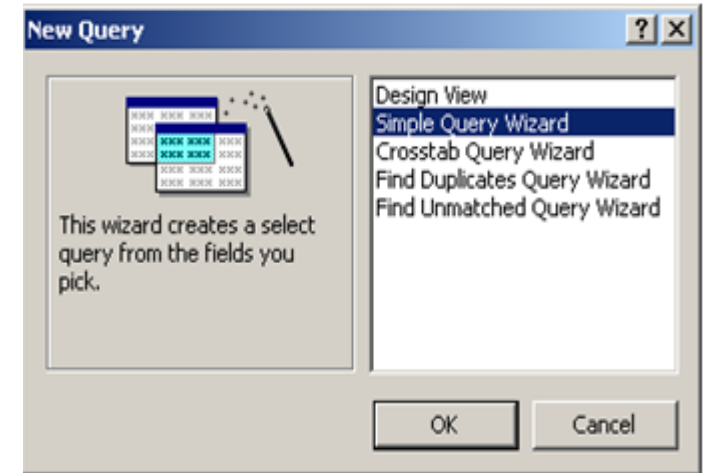 New Query
Design View
Simple Query Wizard
Crosstab Query Wizard
Find Duplicates Query Wizard
Find Unmatched Query Wizard
This wizard creates a select
query from the fields you
pick.
OK
Cancel